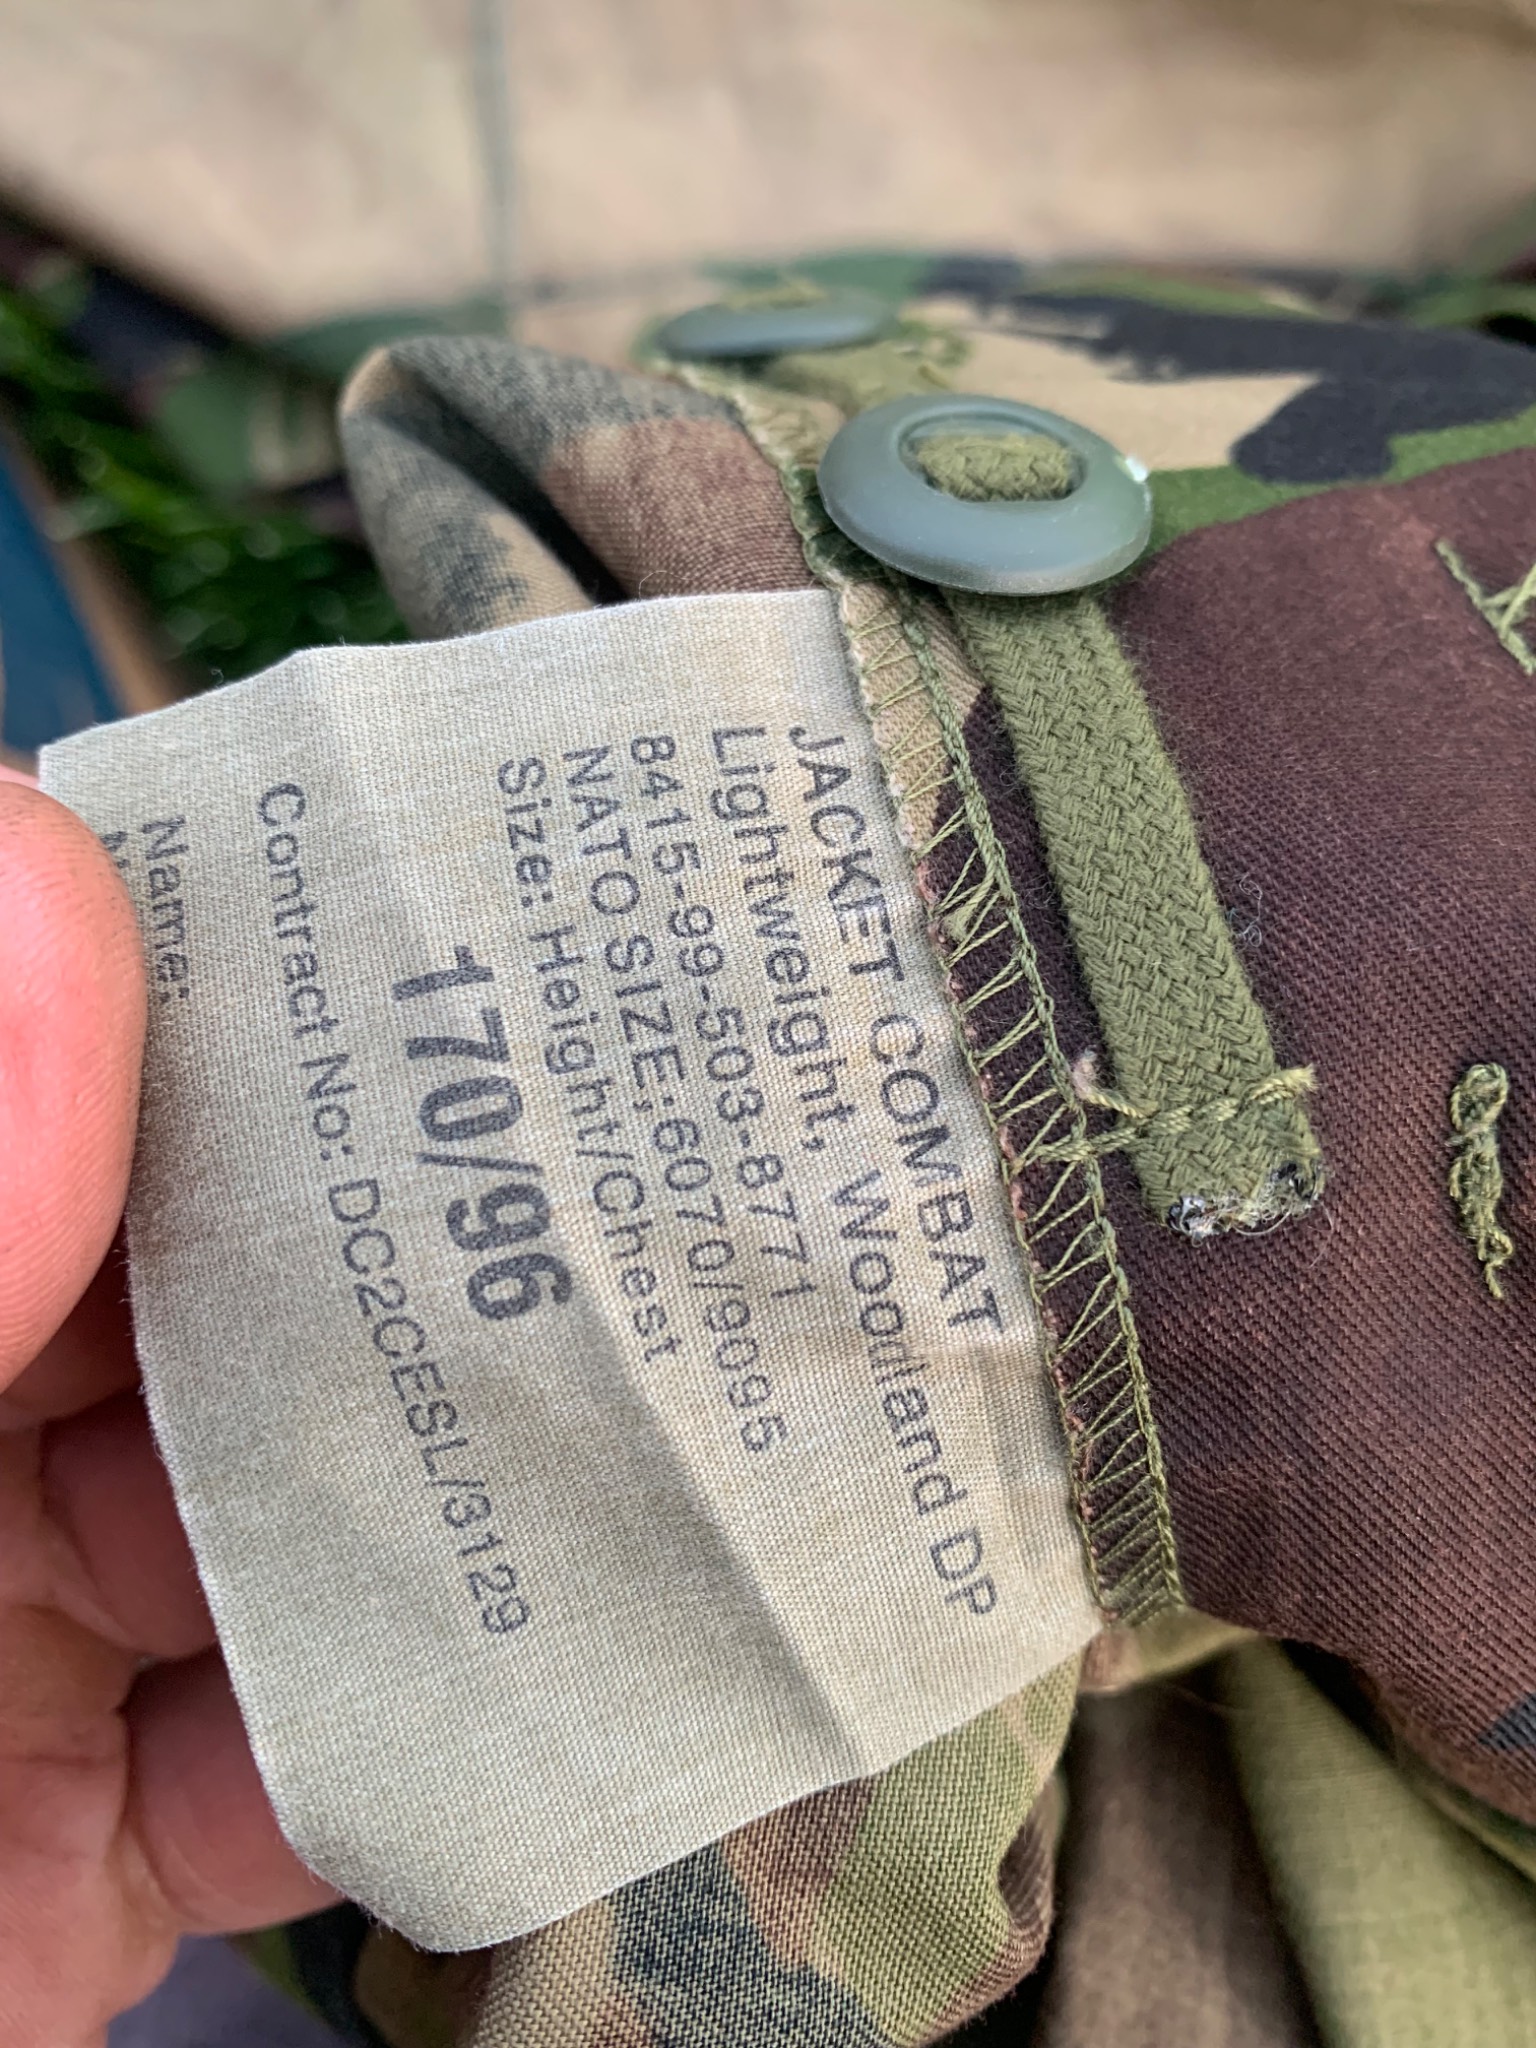 JACKET COMBAT
Lightweight, Woodland DP
8415-99-503-8771
NATO SIZE; 6070/9095
Size: Height/Chest
170/96
Contract No: DC2CESL/3129
Name: